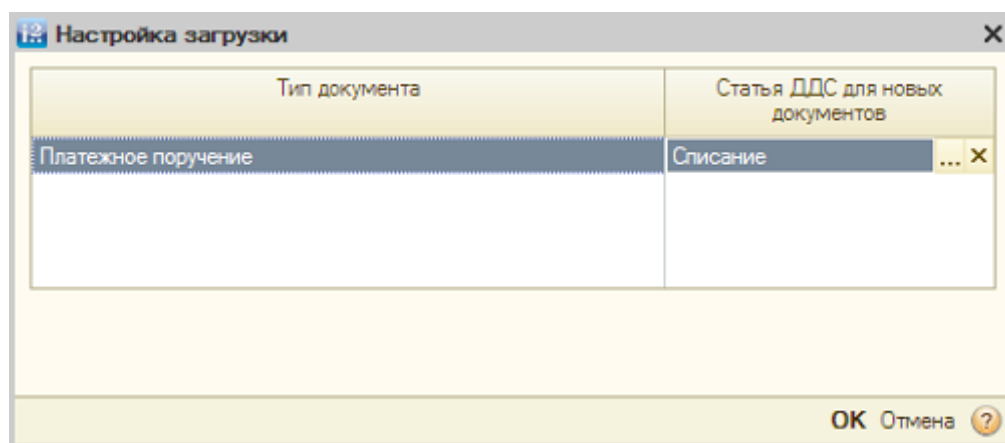 Настройка загрузки
Тип документа
Статья ДДС для новых
документов
Платежное поручение
Списание
...
OK Отмена ?